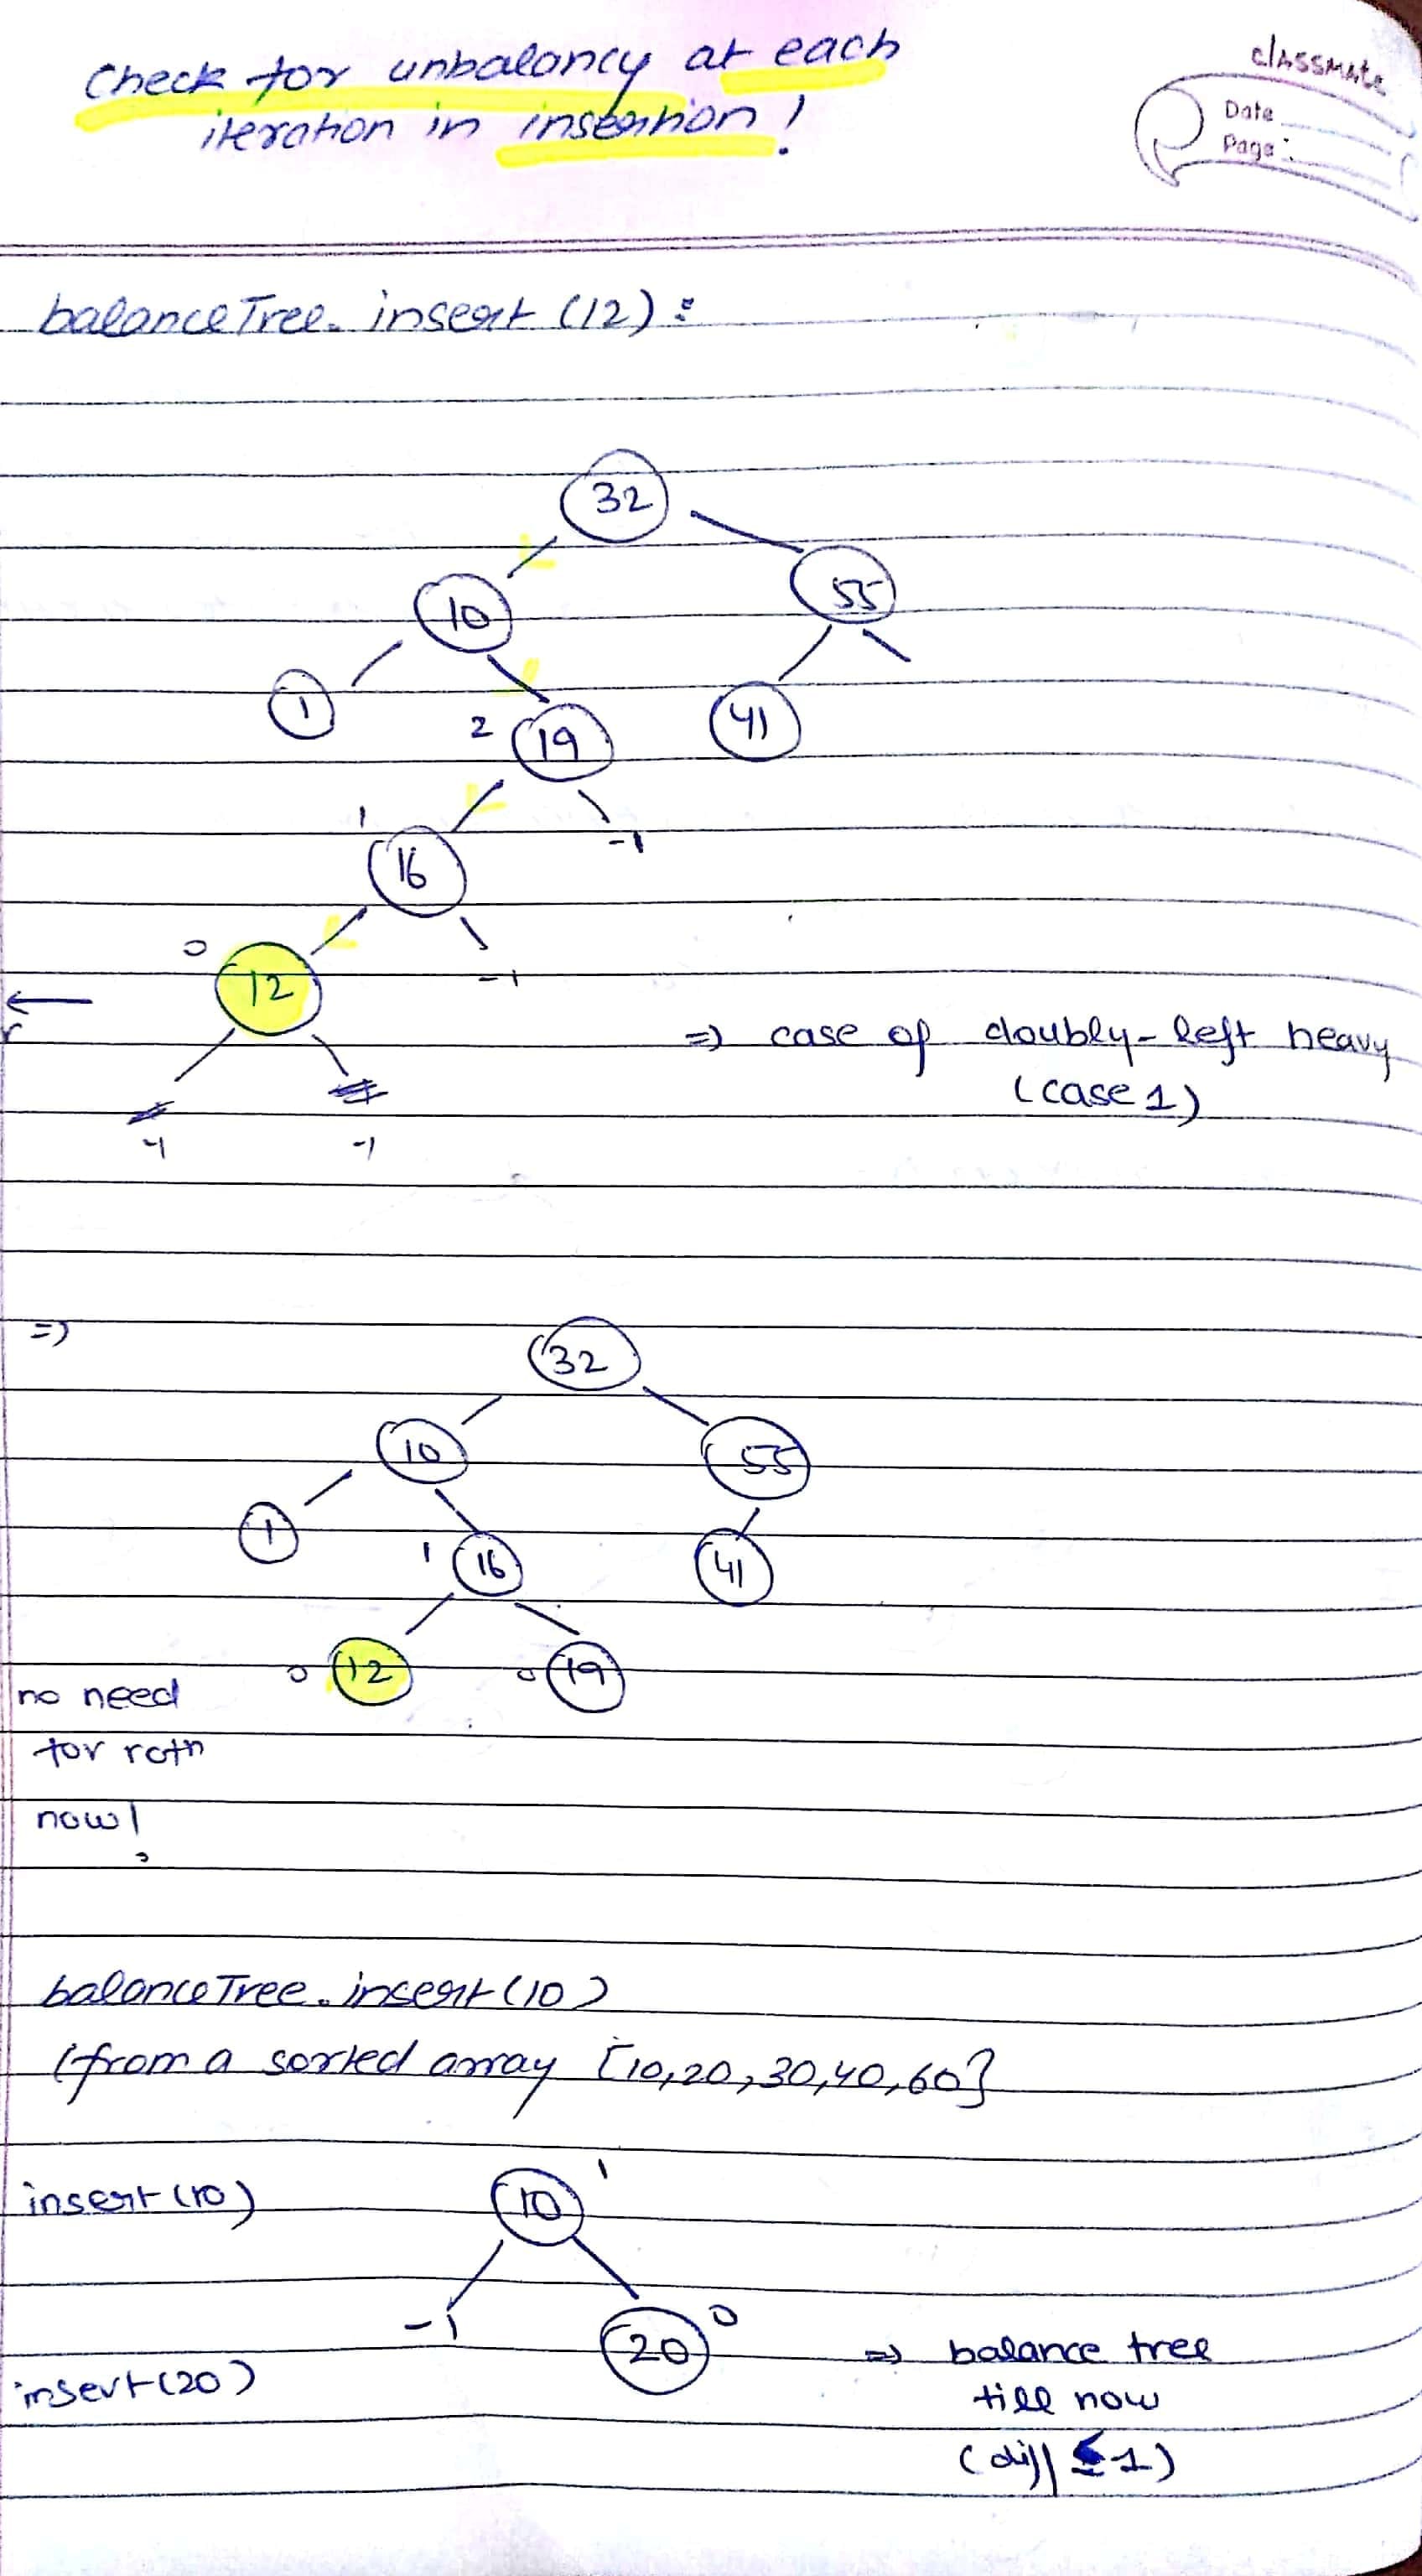 Check for unbalancy at each
iteration in insertion!
classmate
Date
Page:
balanceTree.insert(12):
32
10
55
1
2
19
41
1
16
-1
0
12
-1
=> case of doubly-left heavy
(case 1)
-1
-1
=>
32
10
55
1
1
16
41
0
12
0
19
no need
for rotn
now!
balanceTree.insert(10)
(from a sorted array [10,20,30,40,60}
insert(10)
10
1
-1
20
0
=> balance tree
insert(20)
till now
(diff ≤ 1)